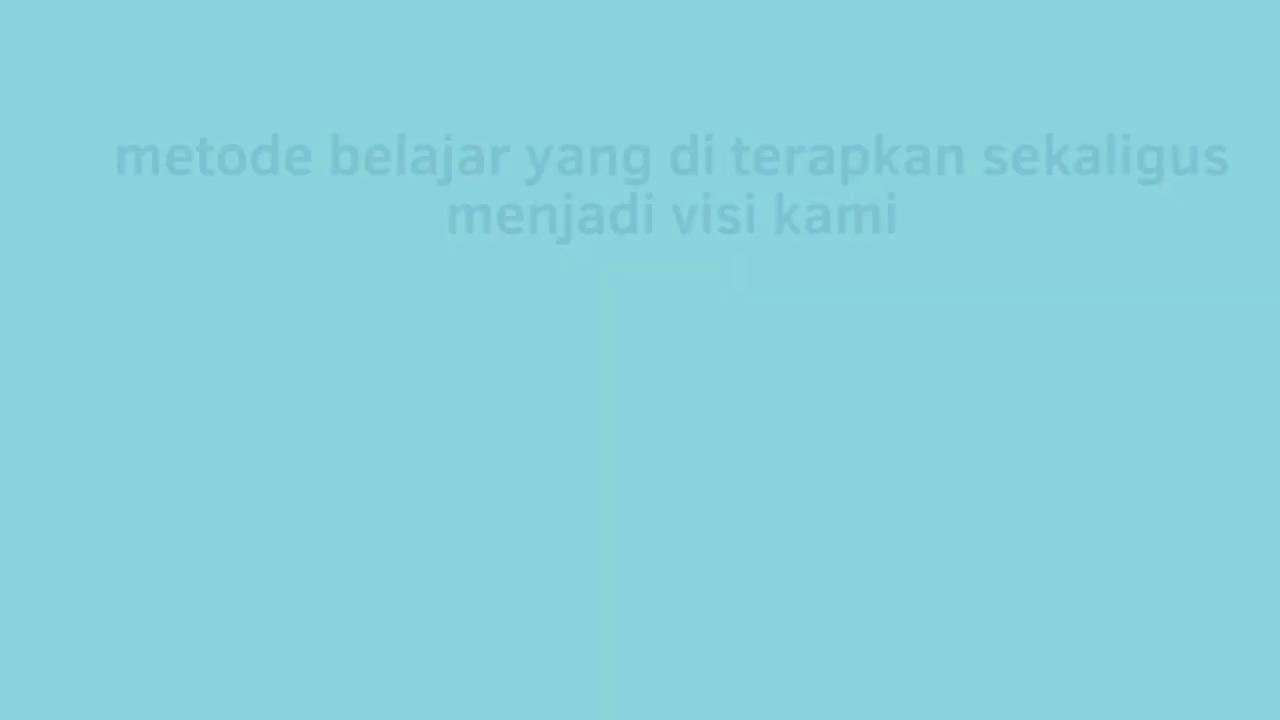 metode belajar yang di terapkan sekaligus
menjadi visi kami